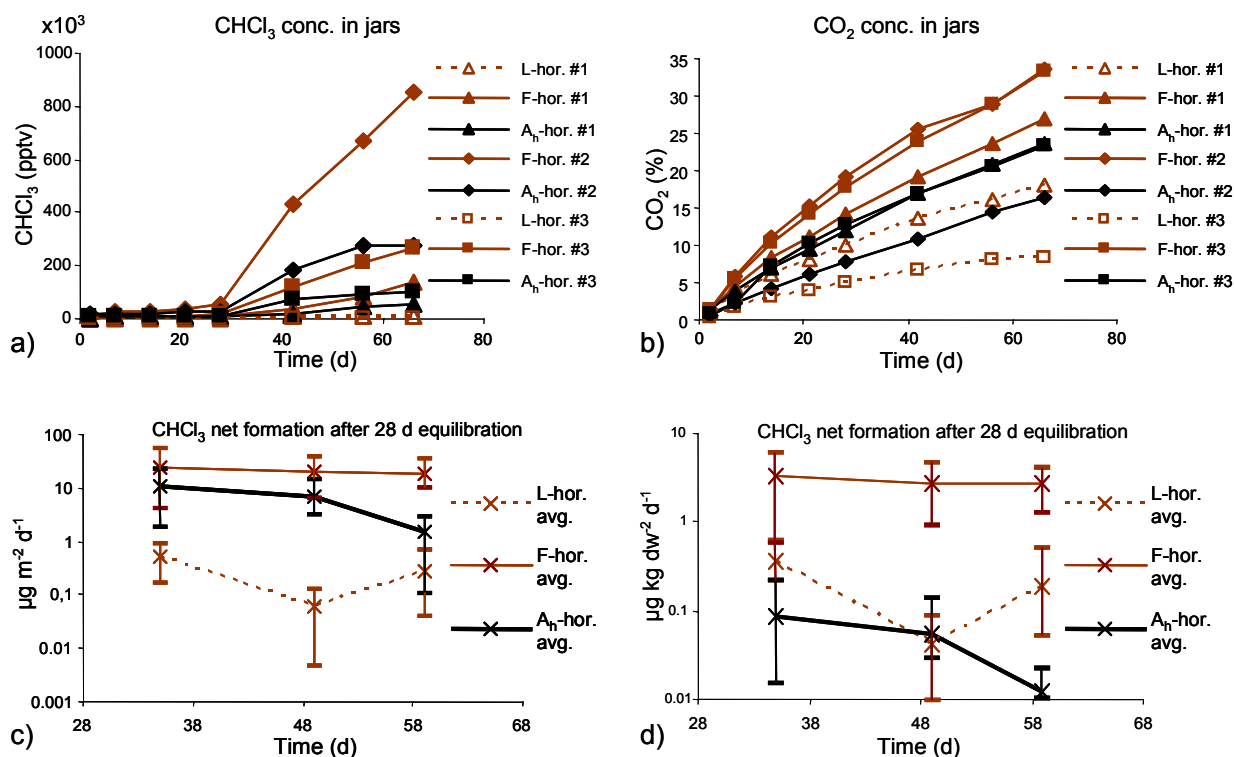 x10³
CHCl₃ conc. in jars
1000
800
600
400
200
0
CHCl₃ (pptv)
0 20 40 60 80
Time (d)
a)
L-hor. #1
F-hor. #1
Aₕ-hor. #1
F-hor. #2
Aₕ-hor. #2
L-hor. #3
F-hor. #3
Aₕ-hor. #3
CO₂ conc. in jars
35
30
25
20
15
10
5
0
CO₂ (%)
0 21 41 60 80
Time (d)
b)
L-hor. #1
F-hor. #1
Aₕ-hor. #1
F-hor. #2
Aₕ-hor. #2
L-hor. #3
F-hor. #3
Aₕ-hor. #3
CHCl₃ net formation after 28 d equilibration
100
10
1
0,1
0.01
0.001
µg m⁻² d⁻¹
28 38 48 58 68
Time (d)
c)
L-hor.
avg.
F-hor.
avg.
Aₕ-hor.
avg.
CHCl₃ net formation after 28 d equilibration
10
1
0.1
0.01
µg kg dw⁻² d⁻¹
28 38 48 58 68
Time (d)
d)
L-hor.
avg.
F-hor.
avg.
Aₕ-hor.
avg.